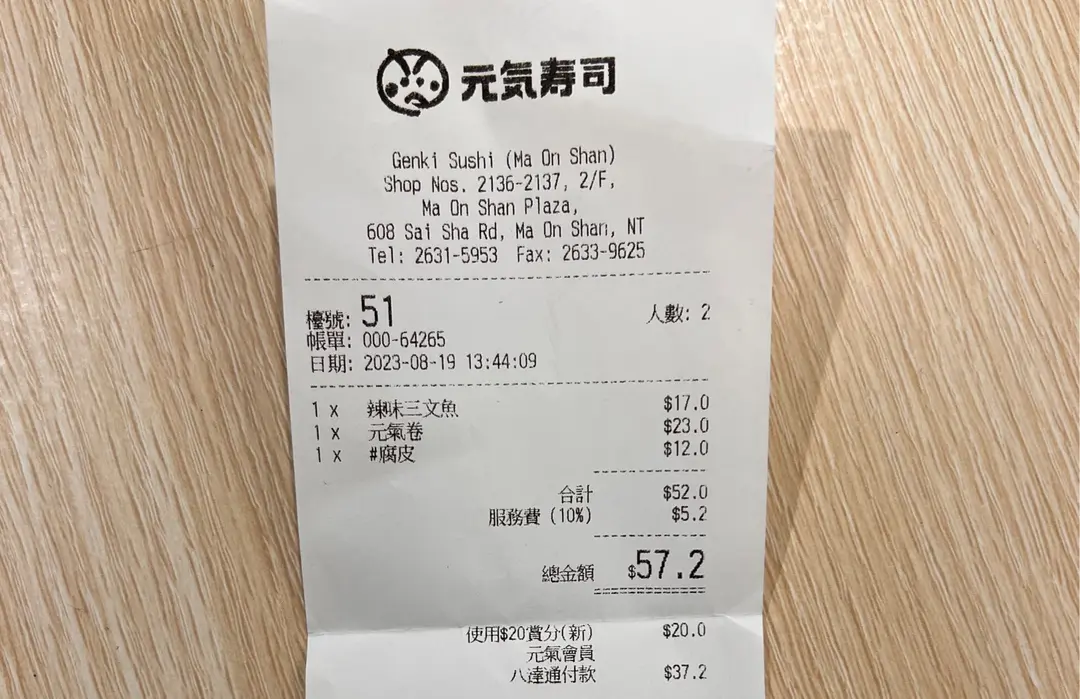 元気寿司
Genki Sushi (Ma On Shan)
Shop Nos. 2136-2137, 2/F,
Ma On Shan Plaza,
608 Sai Sha Rd, Ma On Shan, NT
Tel: 2631-5953 Fax: 2633-9625
檯號: 51 人數: 2
帳單: 000-64265
日期: 2023-08-19 13:44:09
1 x 辣味三文魚 $17.0
1 x 元氣卷 $23.0
1 x #腐皮 $12.0
合計 $52.0
服務費 (10%) $5.2
總金額 $57.2
使用$20賞分(新) $20.0
元氣會員
八達通付款 $37.2